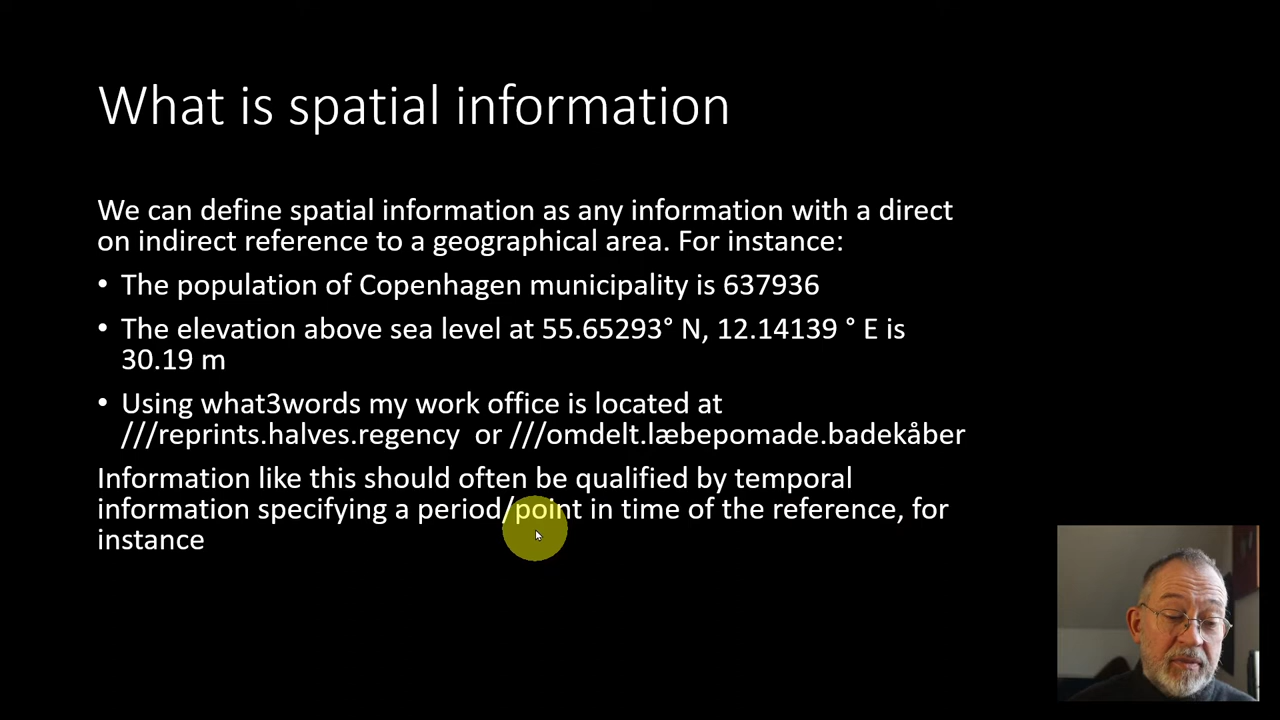 What is spatial information
We can define spatial information as any information with a direct
on indirect reference to a geographical area. For instance:
• The population of Copenhagen municipality is 637936
• The elevation above sea level at 55.65293° N, 12.14139 ° E is
30.19 m
• Using what3words my work office is located at
///reprints.halves.regency or ///omdelt.læbepomade.badekåber
Information like this should often be qualified by temporal
information specifying a period/point in time of the reference, for
instance